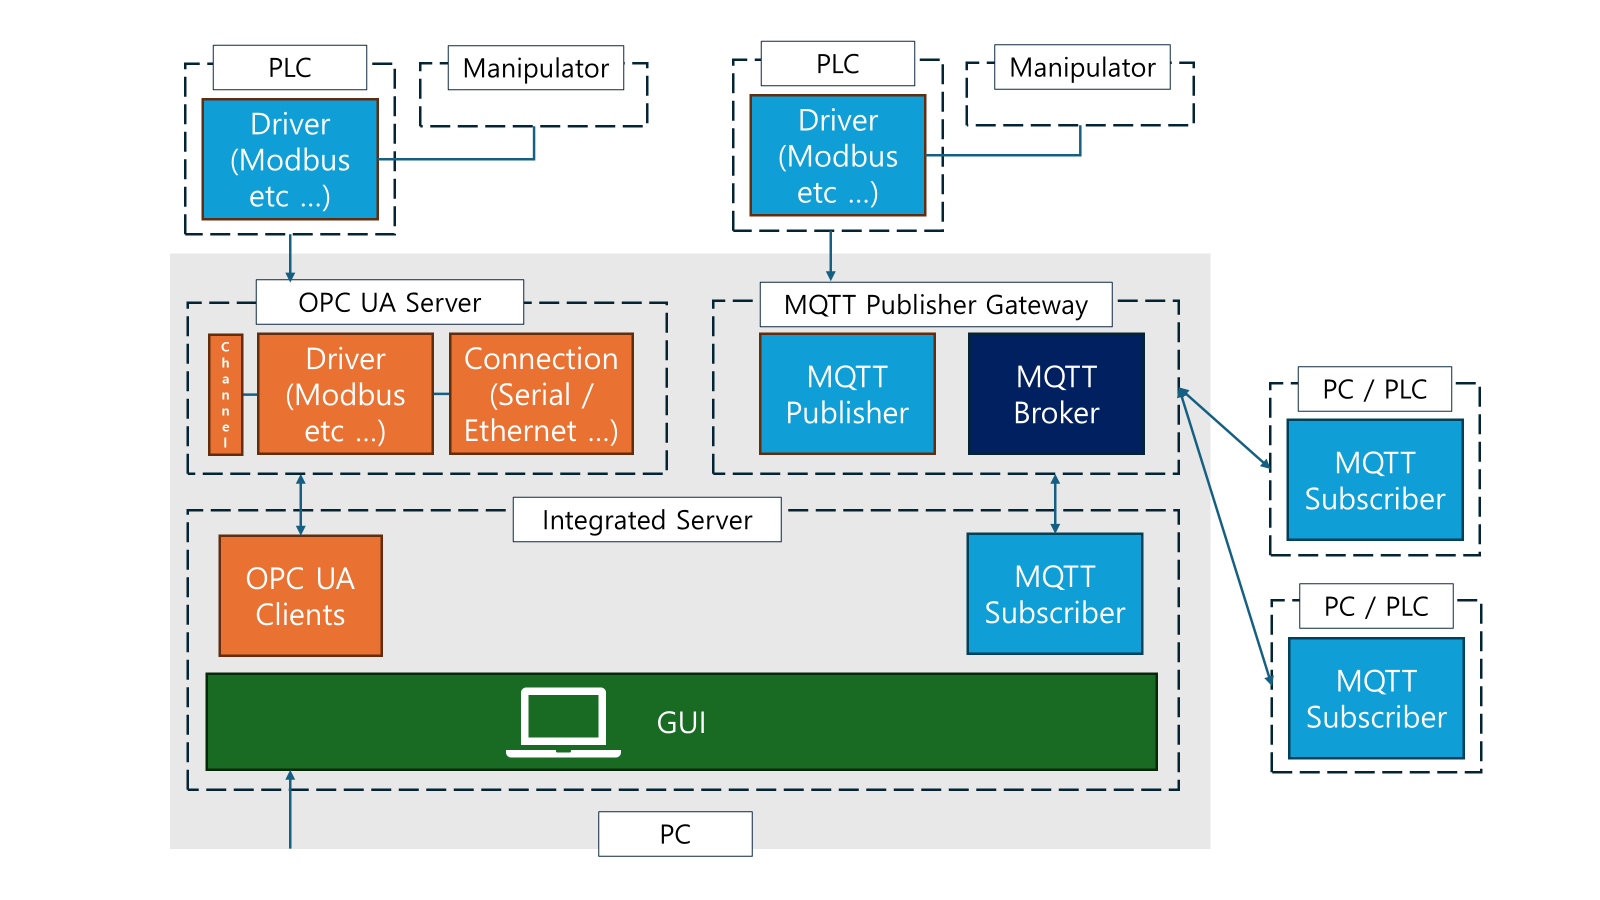 PLC
Manipulator
PLC
Manipulator
Driver
(Modbus
etc ...)
Driver
(Modbus
etc ...)
OPC UA Server
MQTT Publisher Gateway
Channel
Driver
(Modbus
etc ...)
Connection
(Serial /
Ethernet ...)
MQTT
Publisher
MQTT
Broker
PC / PLC
MQTT
Subscriber
Integrated Server
OPC UA
Clients
MQTT
Subscriber
PC / PLC
MQTT
Subscriber
GUI
PC